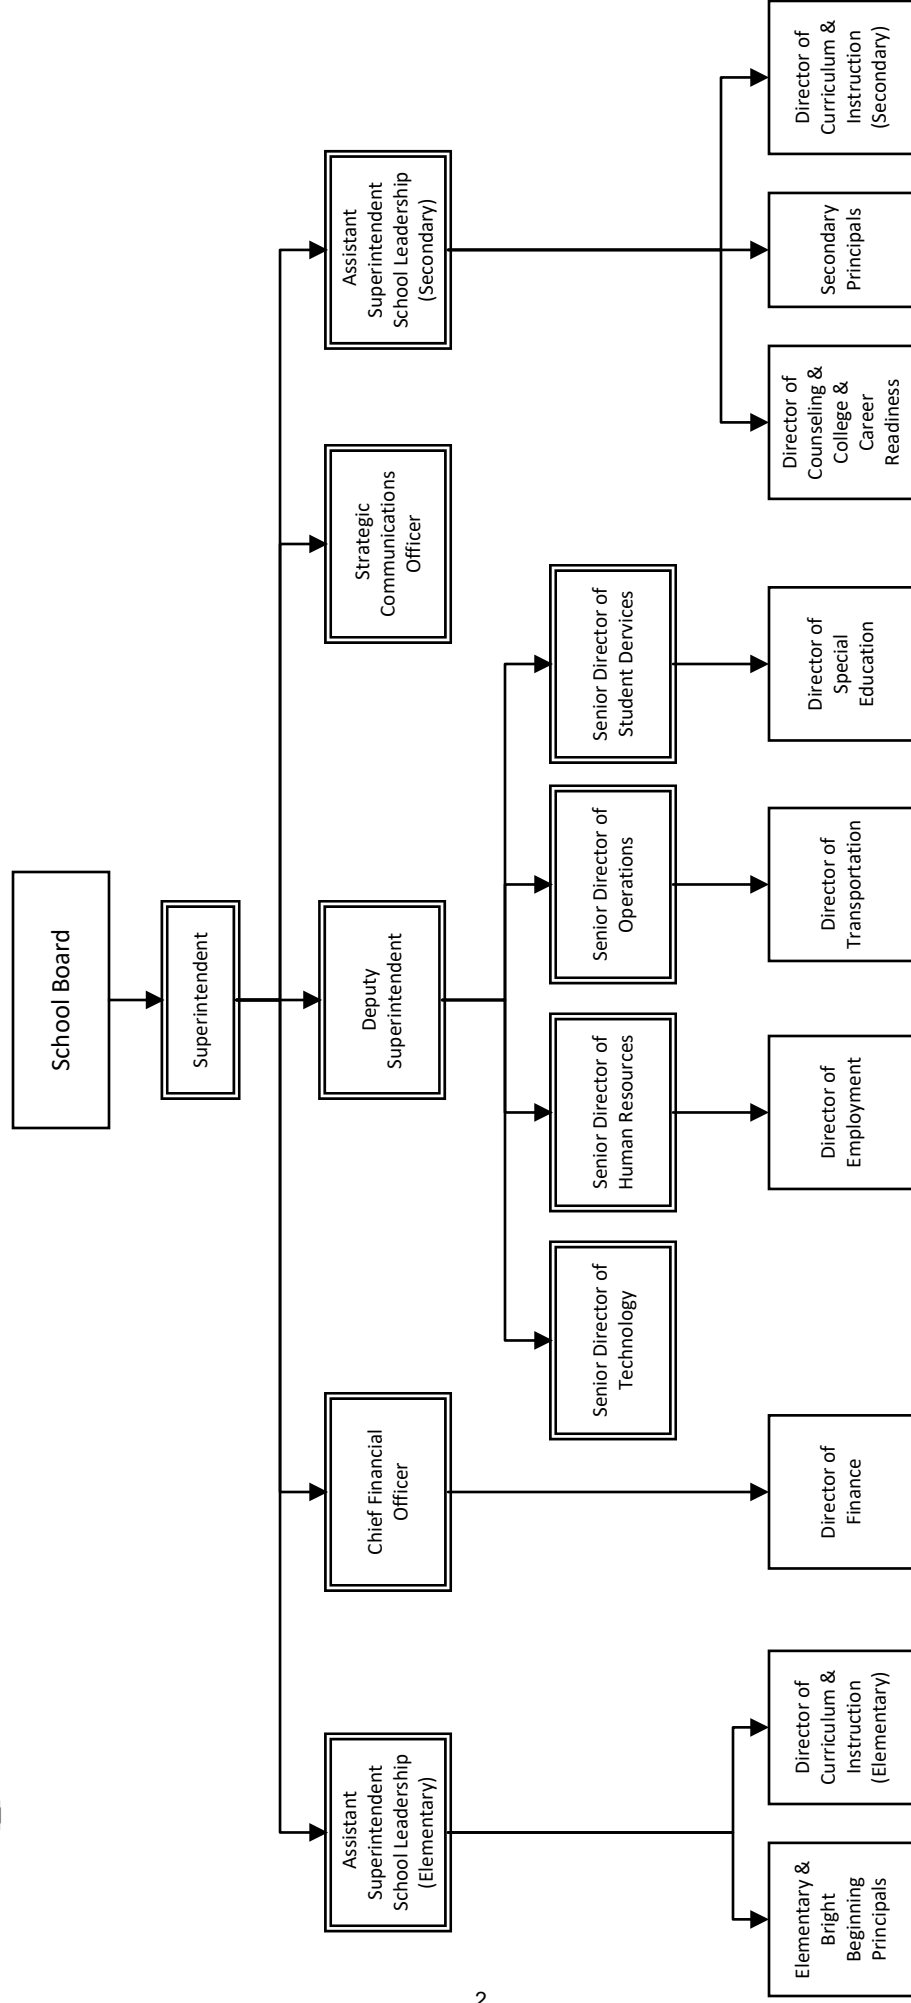 School Board
Superintendent
Assistant
Superintendent
School Leadership
(Elementary)
Chief Financial
Officer
Deputy
Superintendent
Strategic
Communications
Officer
Assistant
Superintendent
School Leadership
(Secondary)
Senior Director of
Technology
Senior Director of
Human Resources
Senior Director of
Operations
Senior Director of
Student Dervices
Elementary &
Bright
Beginning
Principals
Director of
Curriculum &
Instruction
(Elementary)
Director of
Finance
Director of
Employment
Director of
Transportation
Director of
Special
Education
Director of
Counseling &
College &
Career
Readiness
Secondary
Principals
Director of
Curriculum &
Instruction
(Secondary)
2